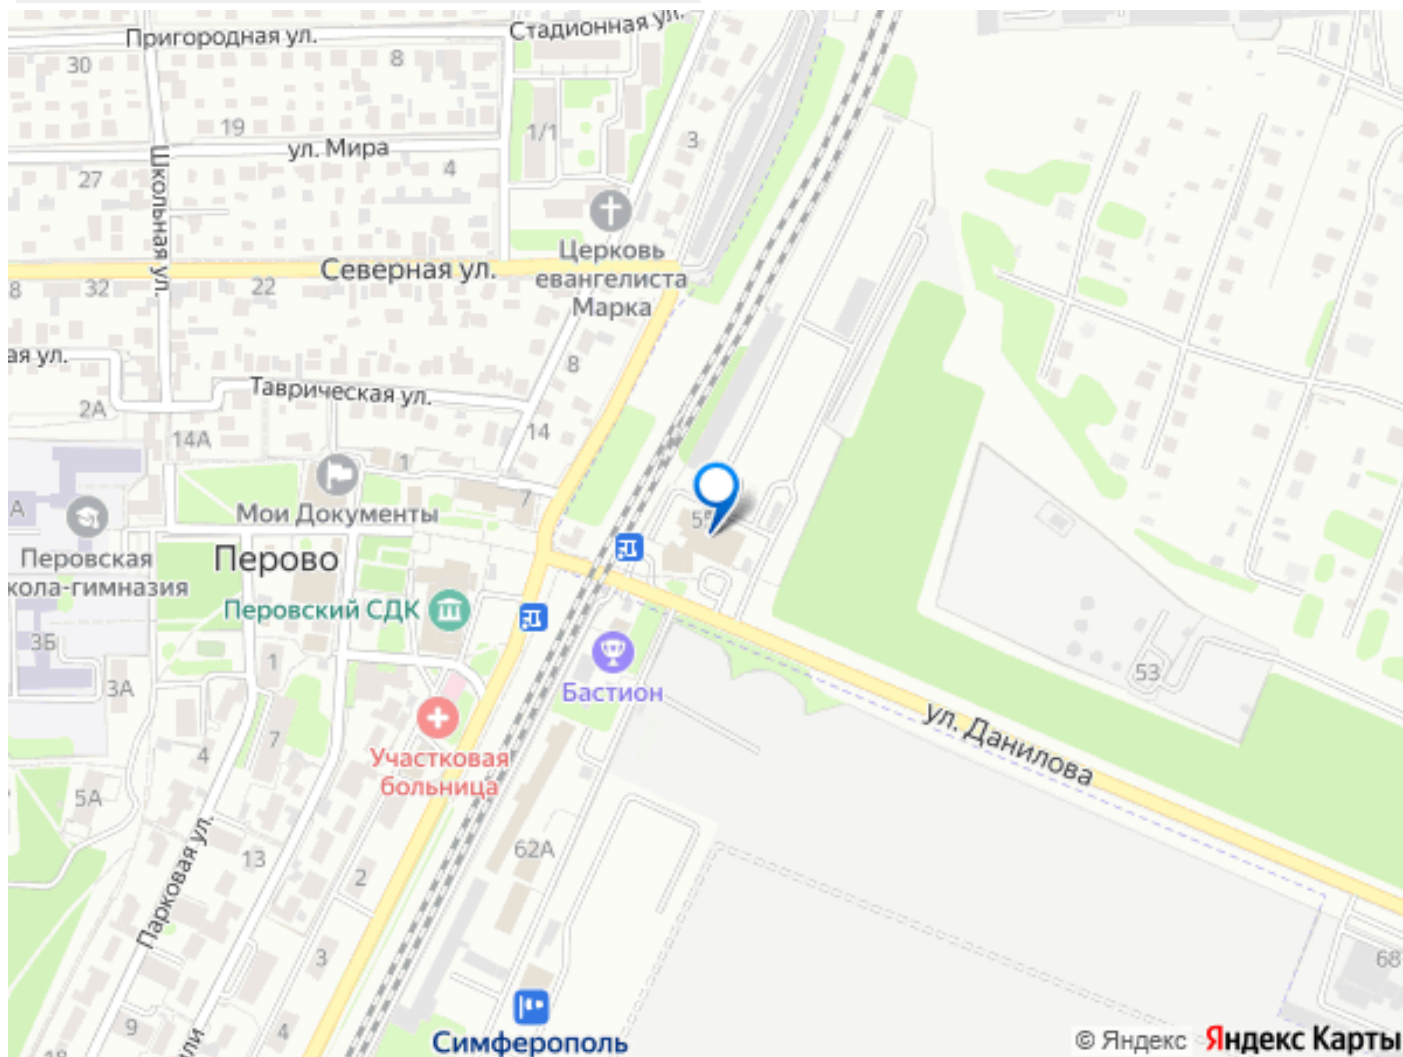 Пригородная ул.
Стадионная ул.
30
8
19
1/1
ул. Мира
3
4
27
Школьная ул.
Церковь
евангелиста
Марка
Северная ул.
8
32
22
ая ул.
8
Таврическая ул.
2А
14
14А
1
7
А
Мои Документы
55
Перовская
кола-гимназия
Перово
Перовский СДК
3Б
1
3А
Бастион
53
ул. Данилова
4
7
Участковая
больница
5А
Парковая ул.
13
62А
2
3
68
9
4
Симферополь
© Яндекс Яндекс Карты